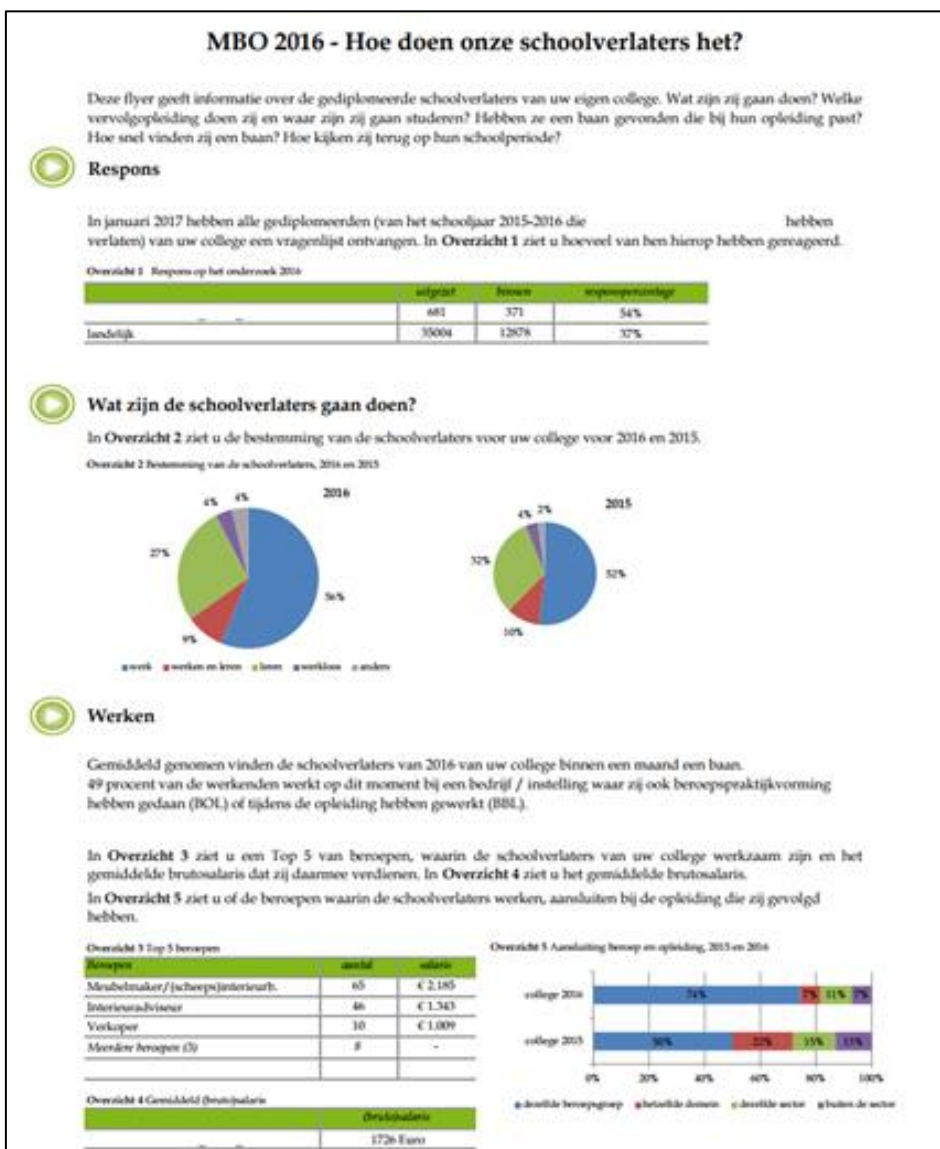 MBO 2016 - Hoe doen onze schoolverlaters het?
Deze flyer geeft informatie over de gediplomeerde schoolverlaters van uw eigen college. Wat zijn zij gaan doen? Welke
vervolgopleiding doen zij en waar zijn zij gaan studeren? Hebben ze een baan gevonden die bij hun opleiding past?
Hoe snel vinden zij een baan? Hoe kijken zij terug op hun schoolperiode?
Respons
In januari 2017 hebben alle gediplomeerden (van het schooljaar 2015-2016 die hebben
verlaten) van uw college een vragenlijst ontvangen. In Overzicht 1 ziet u hoeveel van hen hierop hebben gereageerd.
Overzicht 1 Respons op het onderzoek 2016
uitgezet binnen responspercentage
681 371 54%
landelijk 35004 12878 37%
Wat zijn de schoolverlaters gaan doen?
In Overzicht 2 ziet u de bestemming van de schoolverlaters voor uw college voor 2016 en 2015.
Overzicht 2 Bestemming van de schoolverlaters, 2016 en 2015
2016
4% 4%
27%
56%
9%
2015
4% 2%
32%
52%
10%
werk werken en leren leren werkloos anders
Werken
Gemiddeld genomen vinden de schoolverlaters van 2016 van uw college binnen een maand een baan.
49 procent van de werkenden werkt op dit moment bij een bedrijf / instelling waar zij ook beroepspraktijkvorming
hebben gedaan (BOL) of tijdens de opleiding hebben gewerkt (BBL).
In Overzicht 3 ziet u een Top 5 van beroepen, waarin de schoolverlaters van uw college werkzaam zijn en het
gemiddelde brutosalaris dat zij daarmee verdienen. In Overzicht 4 ziet u het gemiddelde brutosalaris.
In Overzicht 5 ziet u of de beroepen waarin de schoolverlaters werken, aansluiten bij de opleiding die zij gevolgd
hebben.
Overzicht 3 Top 5 beroepen
Beroepen aantal salaris
Meubelmaker/(scheeps)interieurb. 65 € 2.185
Interieuradviseur 46 € 1.343
Verkoper 10 € 1.009
Meerdere beroepen (3) 8 -
Overzicht 4 Gemiddeld (bruto)salaris
(bruto)salaris
1726 Euro
Overzicht 5 Aansluiting beroep en opleiding, 2015 en 2016
college 2016 74% 7% 11% 7%
college 2015 50% 22% 15% 13%
0% 20% 40% 60% 80% 100%
dezelfde beroepsgroep hetzelfde domein dezelfde sector buiten de sector